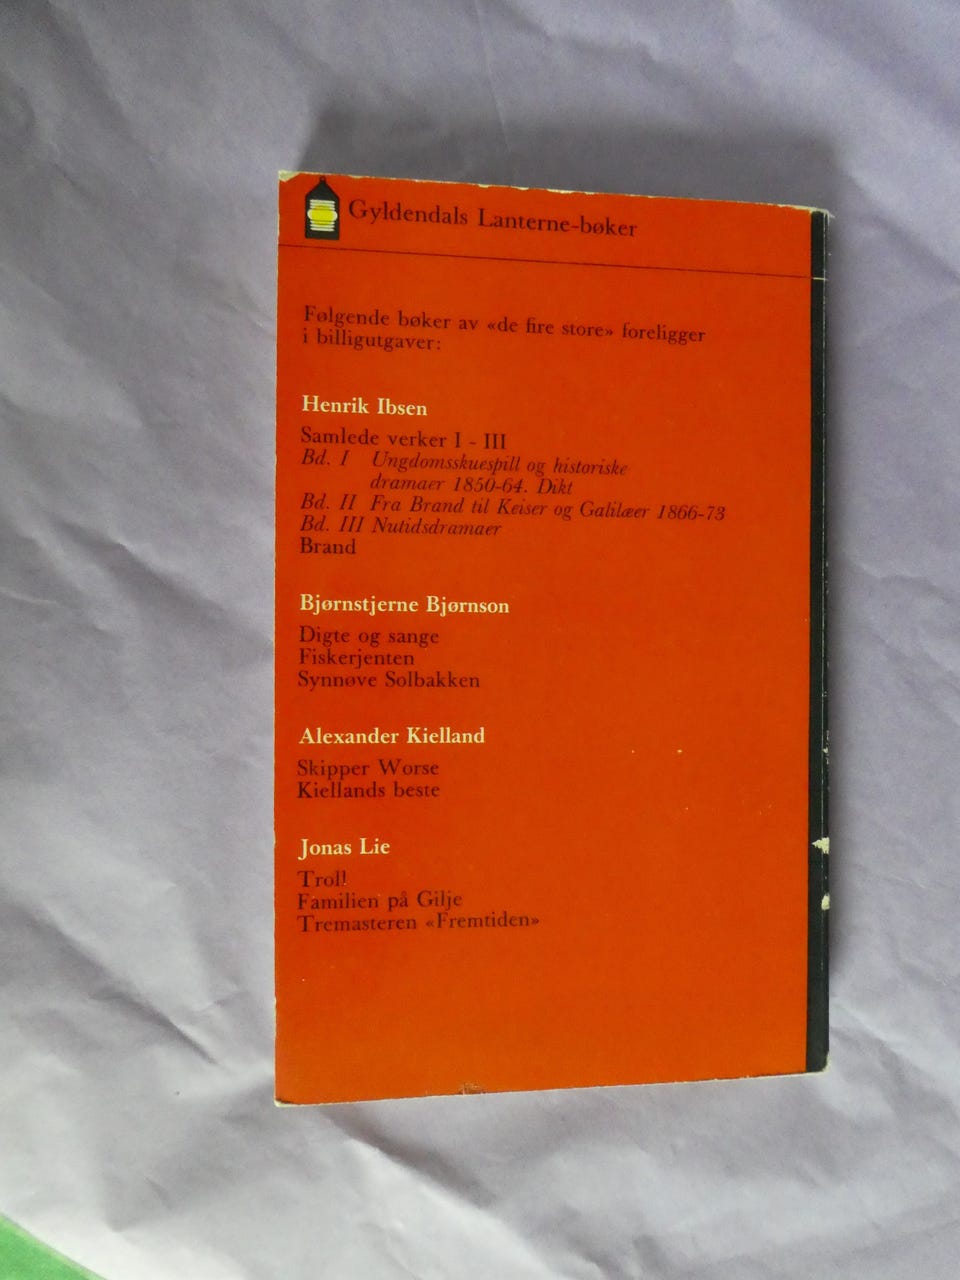 Gyldendals Lanterne-bøker
Følgende bøker av «de fire store» foreligger
i billigutgaver:
Henrik Ibsen
Samlede verker I - III
Bd. I Ungdomsskuespill og historiske
dramaer 1850-64. Dikt
Bd. II Fra Brand til Keiser og Galilæer 1866-73
Bd. III Nutidsdramaer
Brand
Bjørnstjerne Bjørnson
Digte og sange
Fiskerjenten
Synnøve Solbakken
Alexander Kielland
Skipper Worse
Kiellands beste
Jonas Lie
Troll
Familien på Gilje
Tremasteren «Fremtiden»